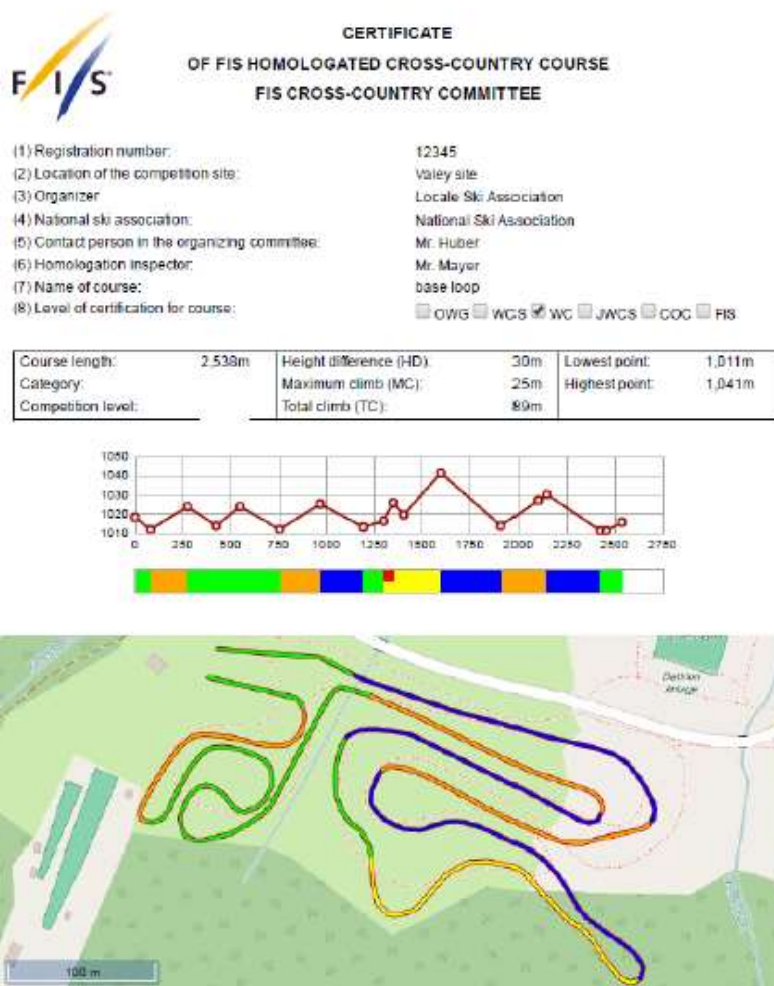 FIS
CERTIFICATE
OF FIS HOMOLOGATED CROSS-COUNTRY COURSE
FIS CROSS-COUNTRY COMMITTEE
(1) Registration number: 12345
(2) Location of the competition site: Valey site
(3) Organizer Locale Ski Association
(4) National ski association: National Ski Association
(5) Contact person in the organizing committee: Mr. Huber
(6) Homologation inspector: Mr. Mayer
(7) Name of course: base loop
(8) Level of certification for course: OWG WCS WC JWCS COC FIS
Course length: 2,538m Height difference (HD): 30m Lowest point: 1,011m
Category: Maximum climb (MC): 25m Highest point: 1,041m
Competition level: Total climb (TC): 89m
1050
1040
1030
1020
1010
0 250 500 750 1000 1250 1500 1750 2000 2250 2500 2750
100 m